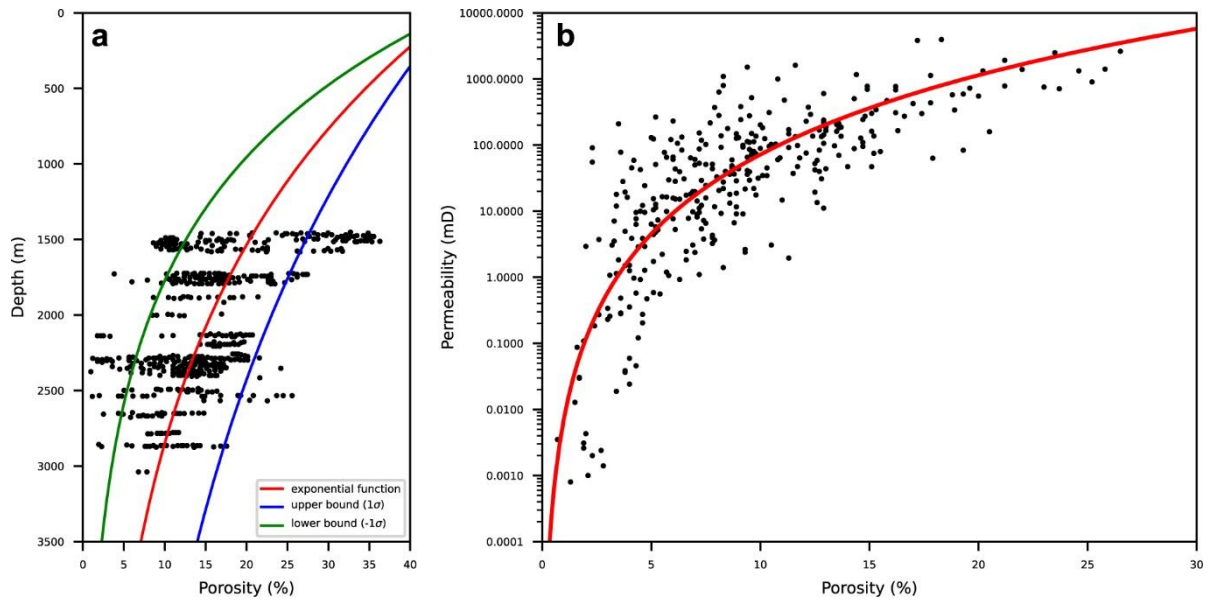 a
0
500
1000
1500
2000
2500
3000
3500
Depth (m)
0 5 10 15 20 25 30 35 40
Porosity (%)
exponential function
upper bound (1σ)
lower bound (-1σ)
b
10000.0000
1000.0000
100.0000
10.0000
1.0000
0.1000
0.0100
0.0010
0.0001
Permeability (mD)
0 5 10 15 20 25 30
Porosity (%)